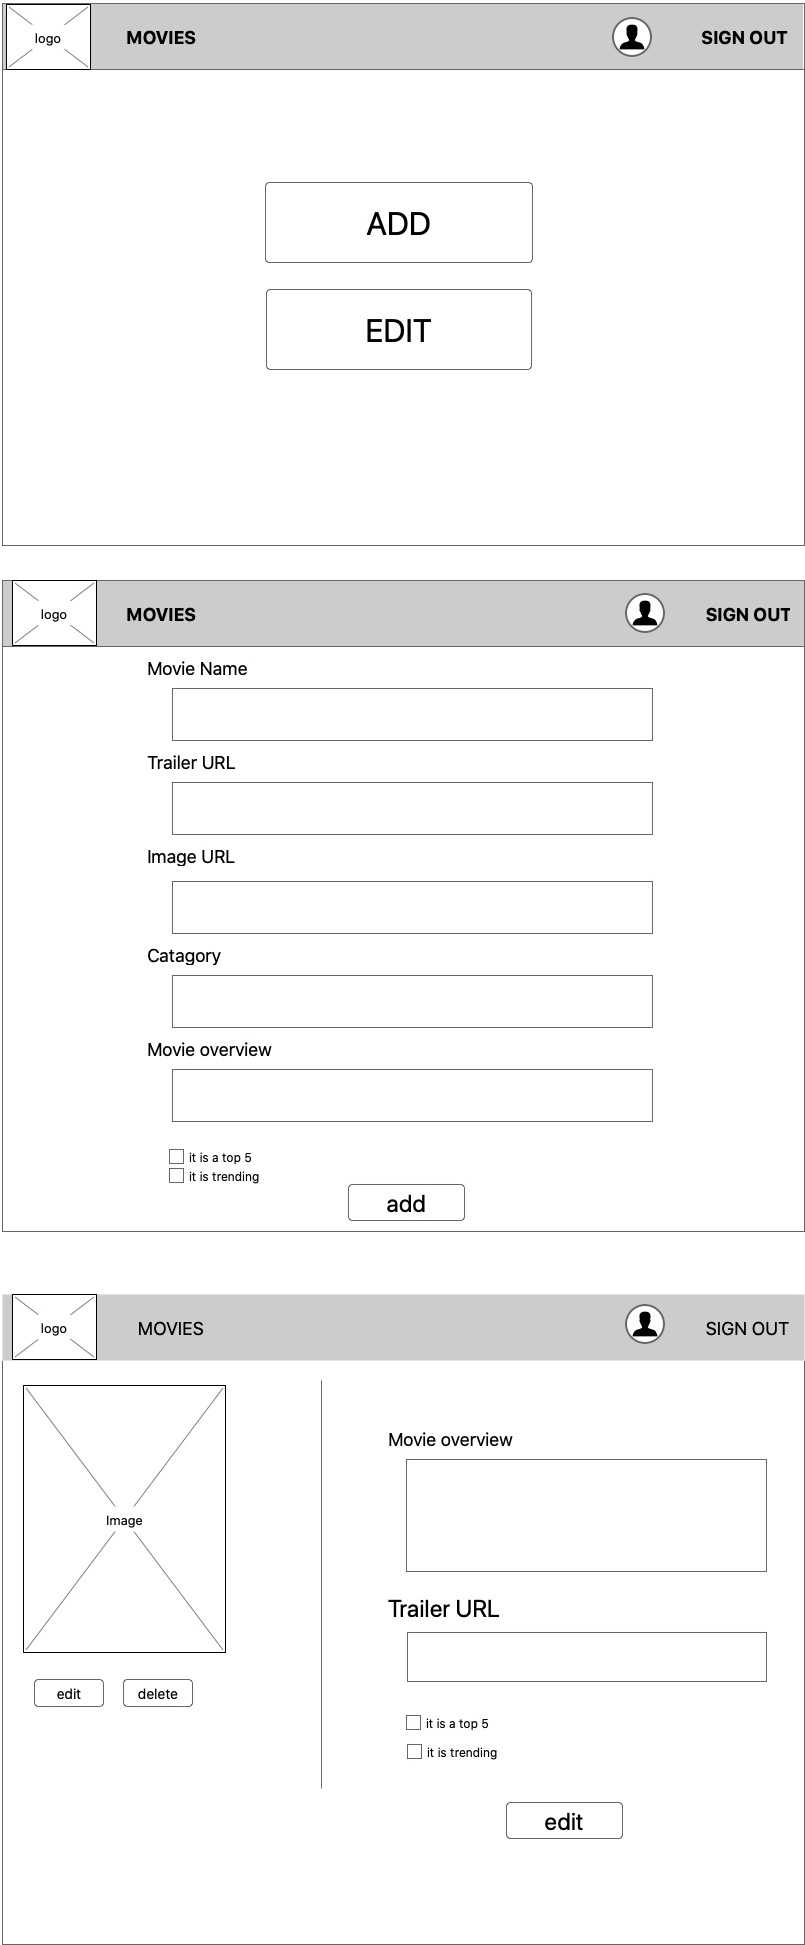 logo
MOVIES
SIGN OUT
ADD
EDIT
logo
MOVIES
SIGN OUT
Movie Name
Trailer URL
Image URL
Catagory
Movie overview
it is a top 5
it is trending
add
logo
MOVIES
SIGN OUT
Image
edit
delete
Movie overview
Trailer URL
it is a top 5
it is trending
edit